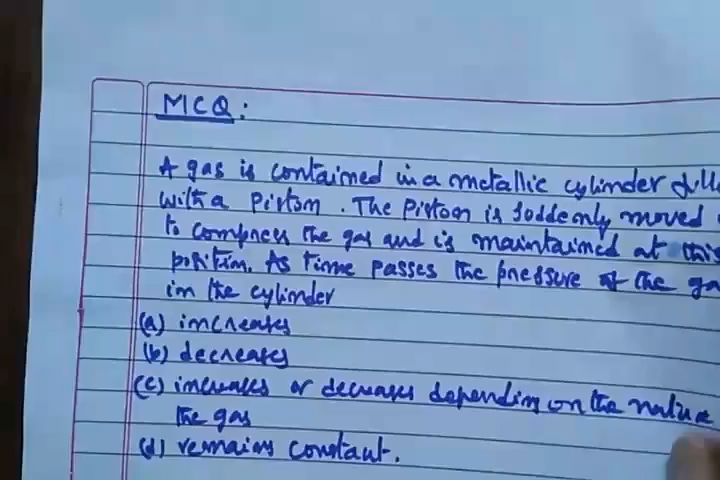 MCQ:
A gas is contained in a metallic cylinder
with a piston. The piston is suddenly moved
to compress the gas and is maintained at this
position. As time passes the pressure of the
in the cylinder
(a) increases
(b) decreases
(c) increases or decreases depending on the nature
the gas
(d) remains constant.